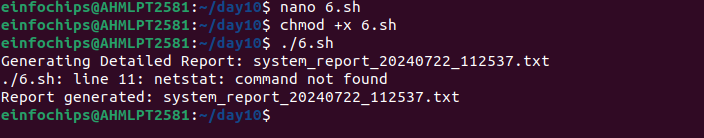 einfochips@AHMLPT2581:~/day10$ nano 6.sh
einfochips@AHMLPT2581:~/day10$ chmod +x 6.sh
einfochips@AHMLPT2581:~/day10$ ./6.sh
Generating Detailed Report: system_report_20240722_112537.txt
./6.sh: line 11: netstat: command not found
Report generated: system_report_20240722_112537.txt
einfochips@AHMLPT2581:~/day10$